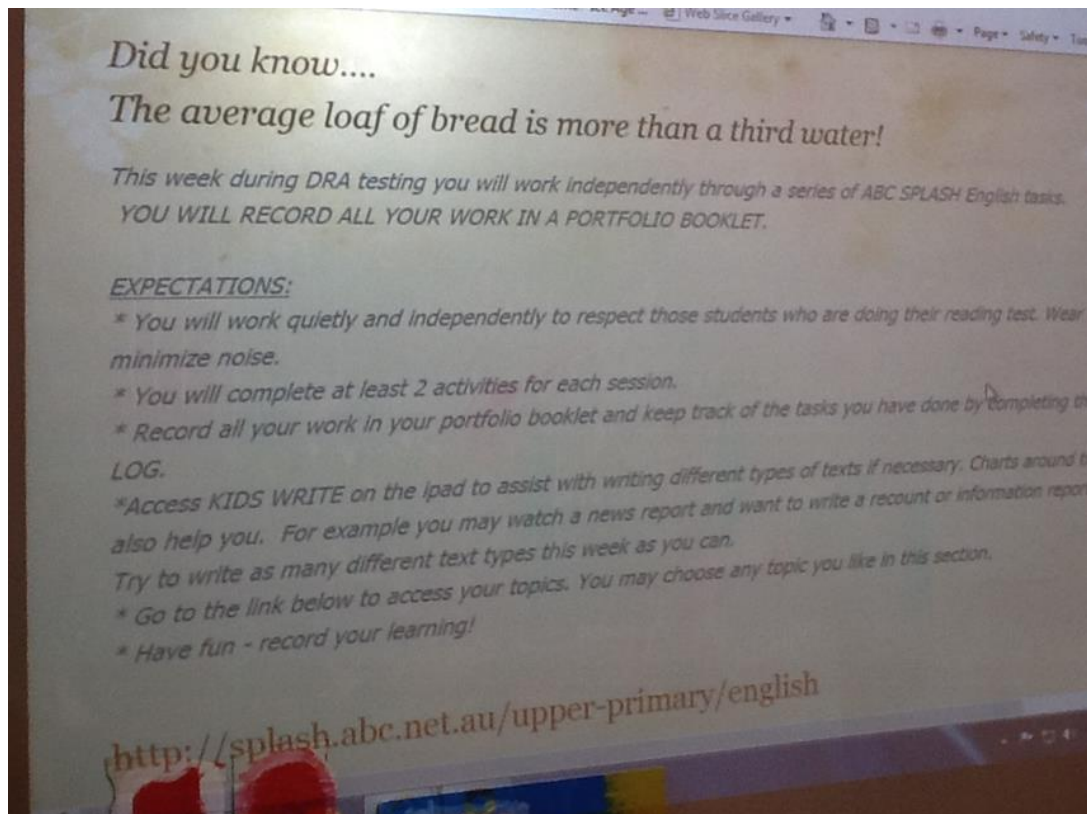 Web Slice Gallery
Page Safety
Did you know....
The average loaf of bread is more than a third water!
This week during DRA testing you will work independently through a series of ABC SPLASH English tasks.
YOU WILL RECORD ALL YOUR WORK IN A PORTFOLIO BOOKLET.
EXPECTATIONS:
* You will work quietly and independently to respect those students who are doing their reading test. Wear
minimize noise.
* You will complete at least 2 activities for each session.
* Record all your work in your portfolio booklet and keep track of the tasks you have done by completing
LOG.
*Access KIDS WRITE on the ipad to assist with writing different types of texts if necessary. Charts around
also help you. For example you may watch a news report and want to write a recount or information report
Try to write as many different text types this week as you can.
* Go to the link below to access your topics. You may choose any topic you like in this section.
* Have fun - record your learning!
http://splash.abc.net.au/upper-primary/english